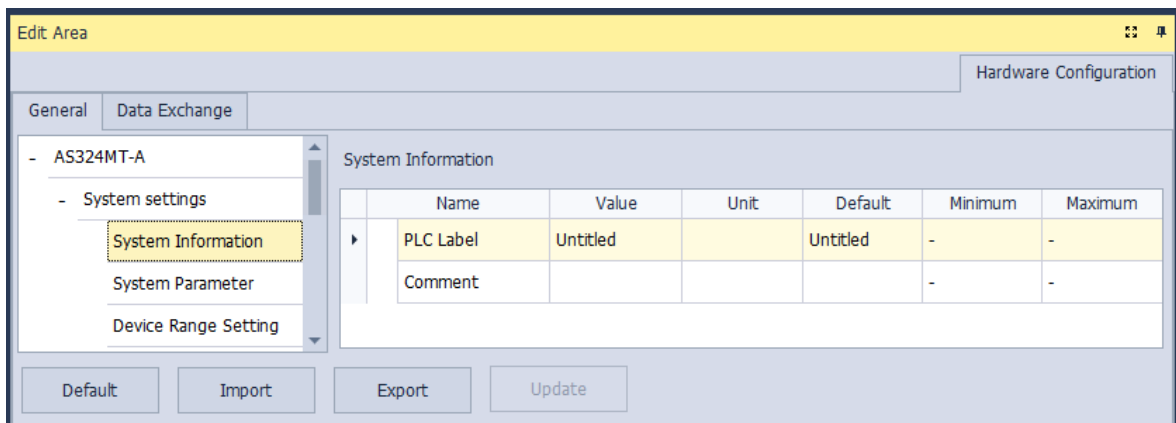 Edit Area
Hardware Configuration
General Data Exchange
- AS324MT-A
- System settings
System Information
System Parameter
Device Range Setting
System Information
Name Value Unit Default Minimum Maximum
PLC Label Untitled Untitled - -
Comment - -
Default Import Export Update